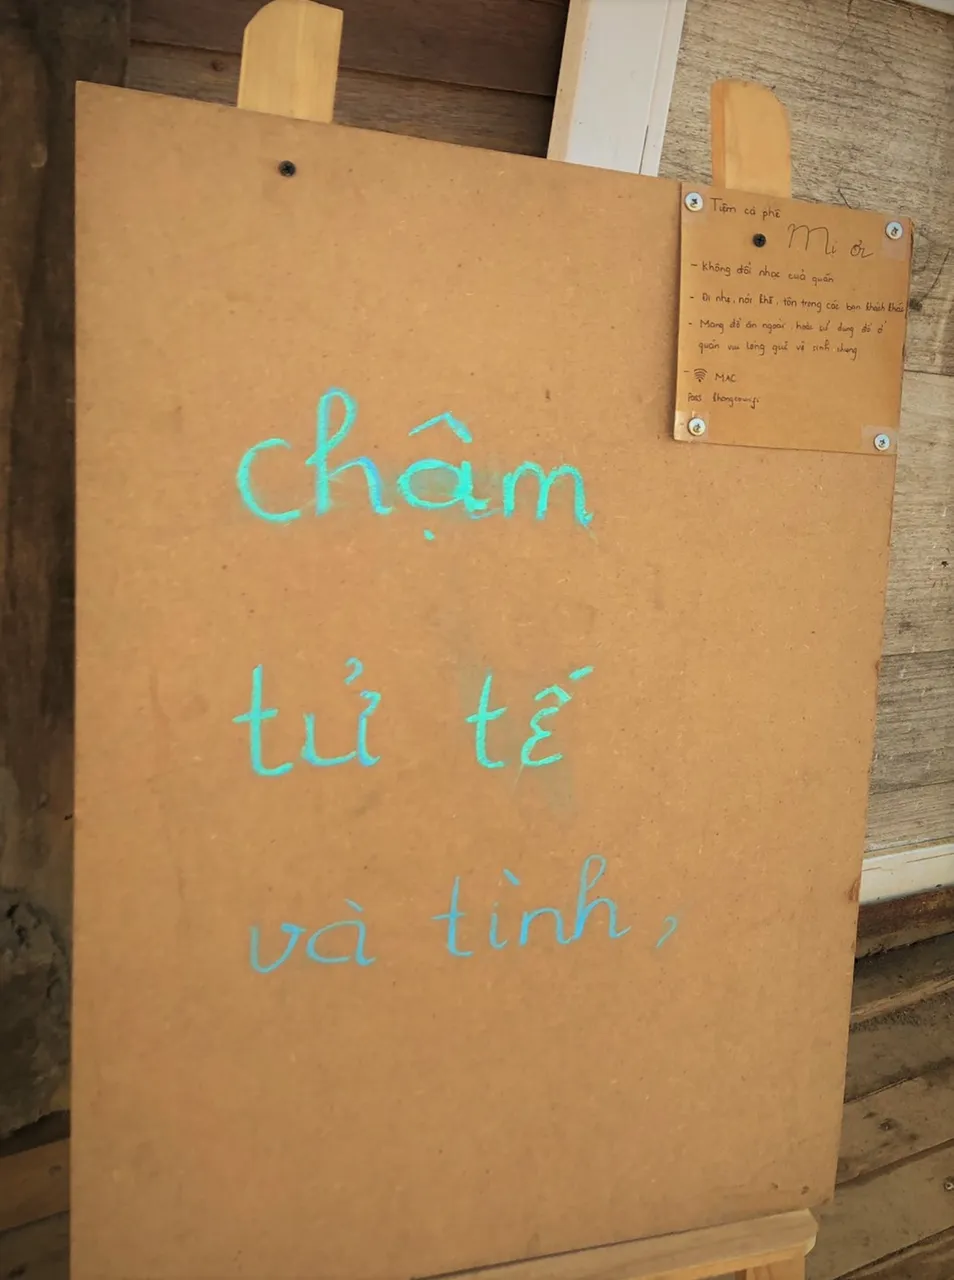 chậm
tử tế
và tình,
Tiệm cà phê
Mị ơi
- Không đổi nhạc của quán
- Đi nhẹ, nói khẽ, tôn trọng các bạn khách khác
- Mang đồ ăn ngoài, hoặc sử dụng đồ ở
quán vui lòng giữ vệ sinh chung
- MAC
Pass